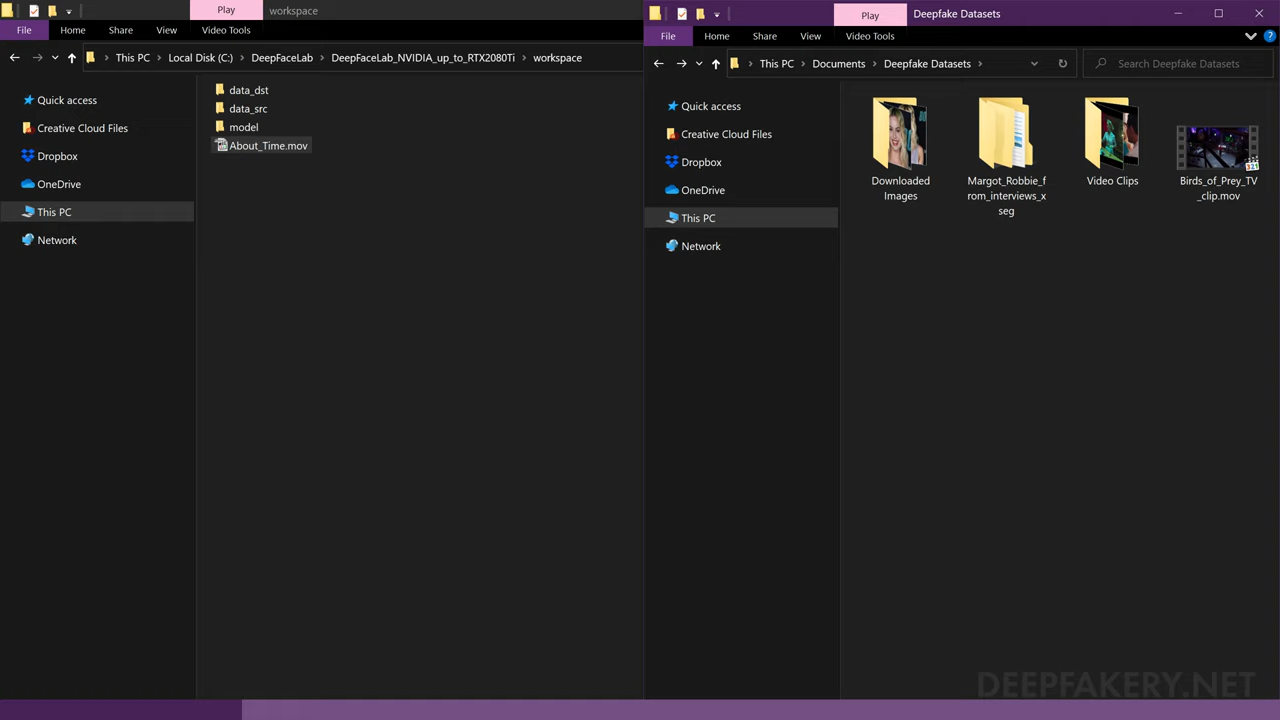 Play
workspace
File
Home
Share
View
Video Tools
This PC
Local Disk (C:)
DeepFaceLab
DeepFaceLab_NVIDIA_up_to_RTX2080Ti
workspace
Quick access
Creative Cloud Files
Dropbox
OneDrive
This PC
Network
data_dst
data_src
model
About_Time.mov
Play
Deepfake Datasets
File
Home
Share
View
Video Tools
This PC
Documents
Deepfake Datasets
Search Deepfake Datasets
Quick access
Creative Cloud Files
Dropbox
OneDrive
This PC
Network
Downloaded
Images
Margot_Robbie_f
rom_interviews_x
seg
Video Clips
Birds_of_Prey_TV
_clip.mov
321
DEEPFAKERY.NET